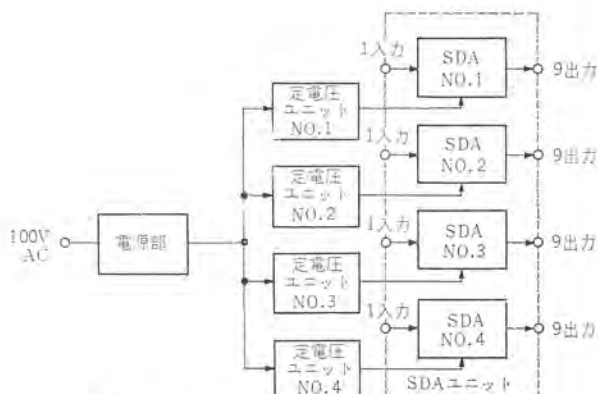 1入力
SDA
NO.1
9出力
定電圧
ユニット
NO.1
1入力
SDA
NO.2
9出力
定電圧
ユニット
NO.2
100V
AC
電源部
1入力
SDA
NO.3
9出力
定電圧
ユニット
NO.3
1入力
SDA
NO.4
9出力
定電圧
ユニット
NO.4
SDAユニット